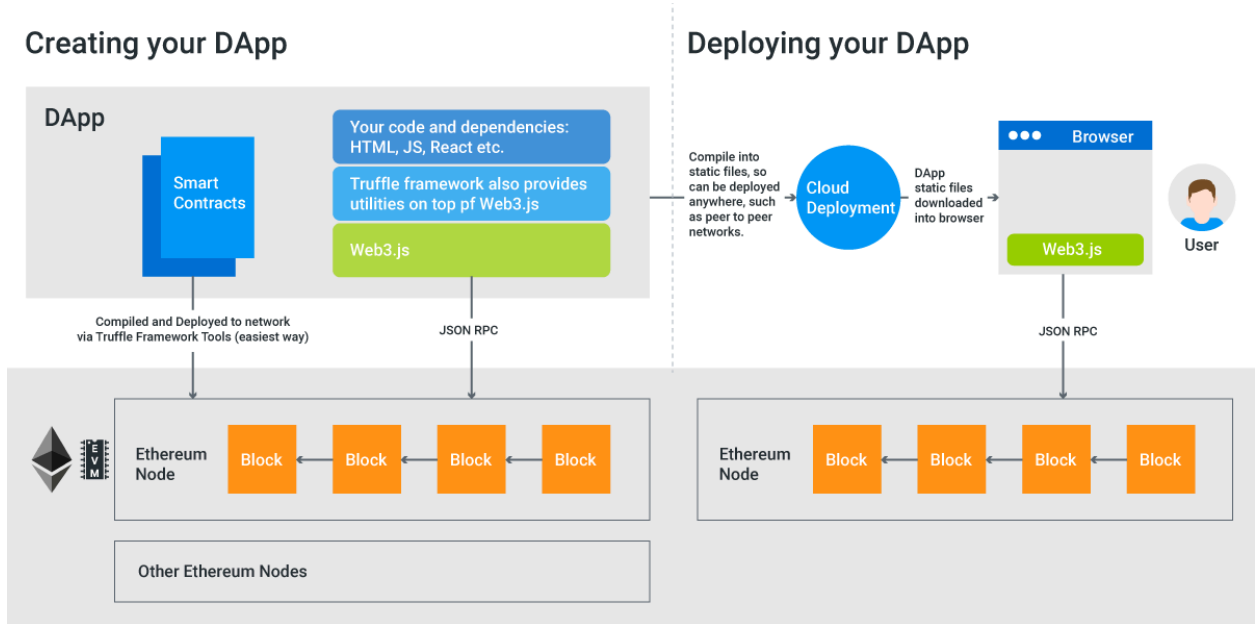 Creating your DApp
Deploying your DApp
DApp
Smart
Contracts
Your code and dependencies:
HTML, JS, React etc.
Truffle framework also provides
utilities on top pf Web3.js
Web3.js
Compile into
static files, so
can be deployed
anywhere, such
as peer to peer
networks.
Cloud
Deployment
DApp
static files
downloaded
into browser
Browser
Web3.js
User
Compiled and Deployed to network
via Truffle Framework Tools (easiest way)
JSON RPC
JSON RPC
EVM
Ethereum
Node
Block
Block
Block
Block
Ethereum
Node
Block
Block
Block
Block
Other Ethereum Nodes